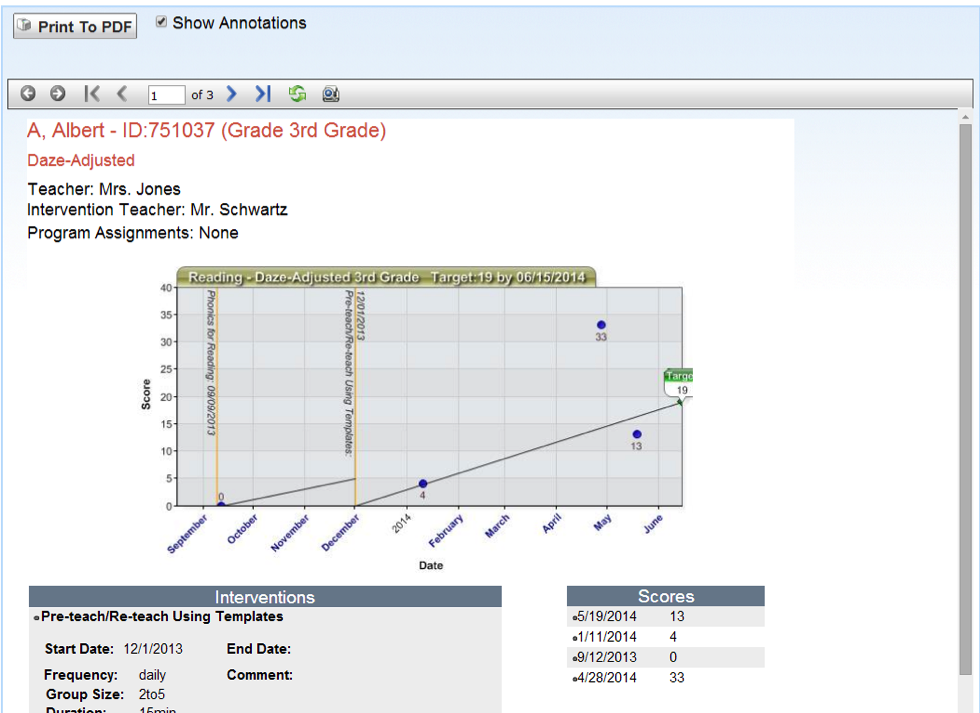 Print To PDF
Show Annotations
1 of 3
A, Albert - ID:751037 (Grade 3rd Grade)
Daze-Adjusted
Teacher: Mrs. Jones
Intervention Teacher: Mr. Schwartz
Program Assignments: None
Reading - Daze-Adjusted 3rd Grade Target:19 by 06/15/2014
40
35
30
25
20
15
10
5
0
Score
Phonics for Reading: 09/09/2013
12/01/2013
Pre-teach/Re-teach Using Templates:
0
4
33
13
Targe
19
September
October
November
December
2014
February
March
April
May
June
Date
Interventions
Pre-teach/Re-teach Using Templates
Start Date: 12/1/2013 End Date:
Frequency: daily Comment:
Group Size: 2to5
Duration: 15min
Scores
5/19/2014 13
1/11/2014 4
9/12/2013 0
4/28/2014 33